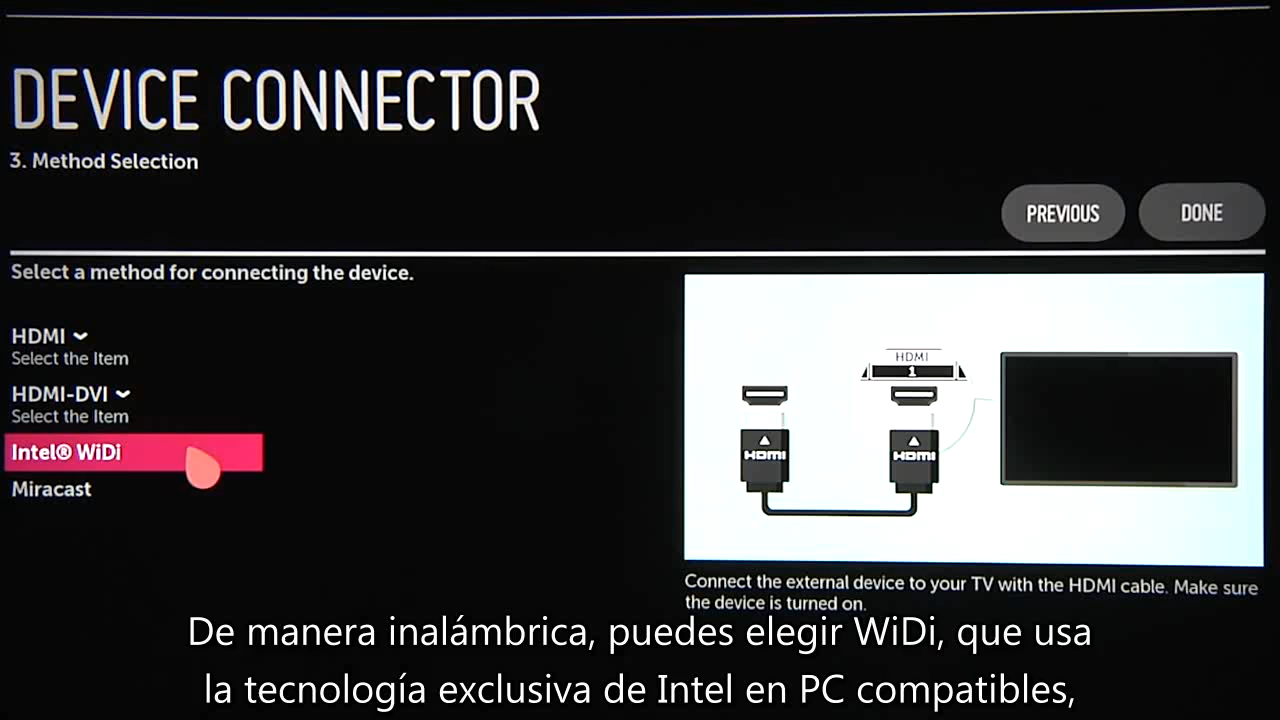 DEVICE CONNECTOR
3. Method Selection
PREVIOUS
DONE
Select a method for connecting the device.
HDMI
Select the Item
HDMI-DVI
Select the Item
Intel® WiDi
Miracast
HDMI
1
HDMI
HDMI
Connect the external device to your TV with the HDMI cable. Make sure
the device is turned on.
De manera inalámbrica, puedes elegir WiDi, que usa
la tecnología exclusiva de Intel en PC compatibles,